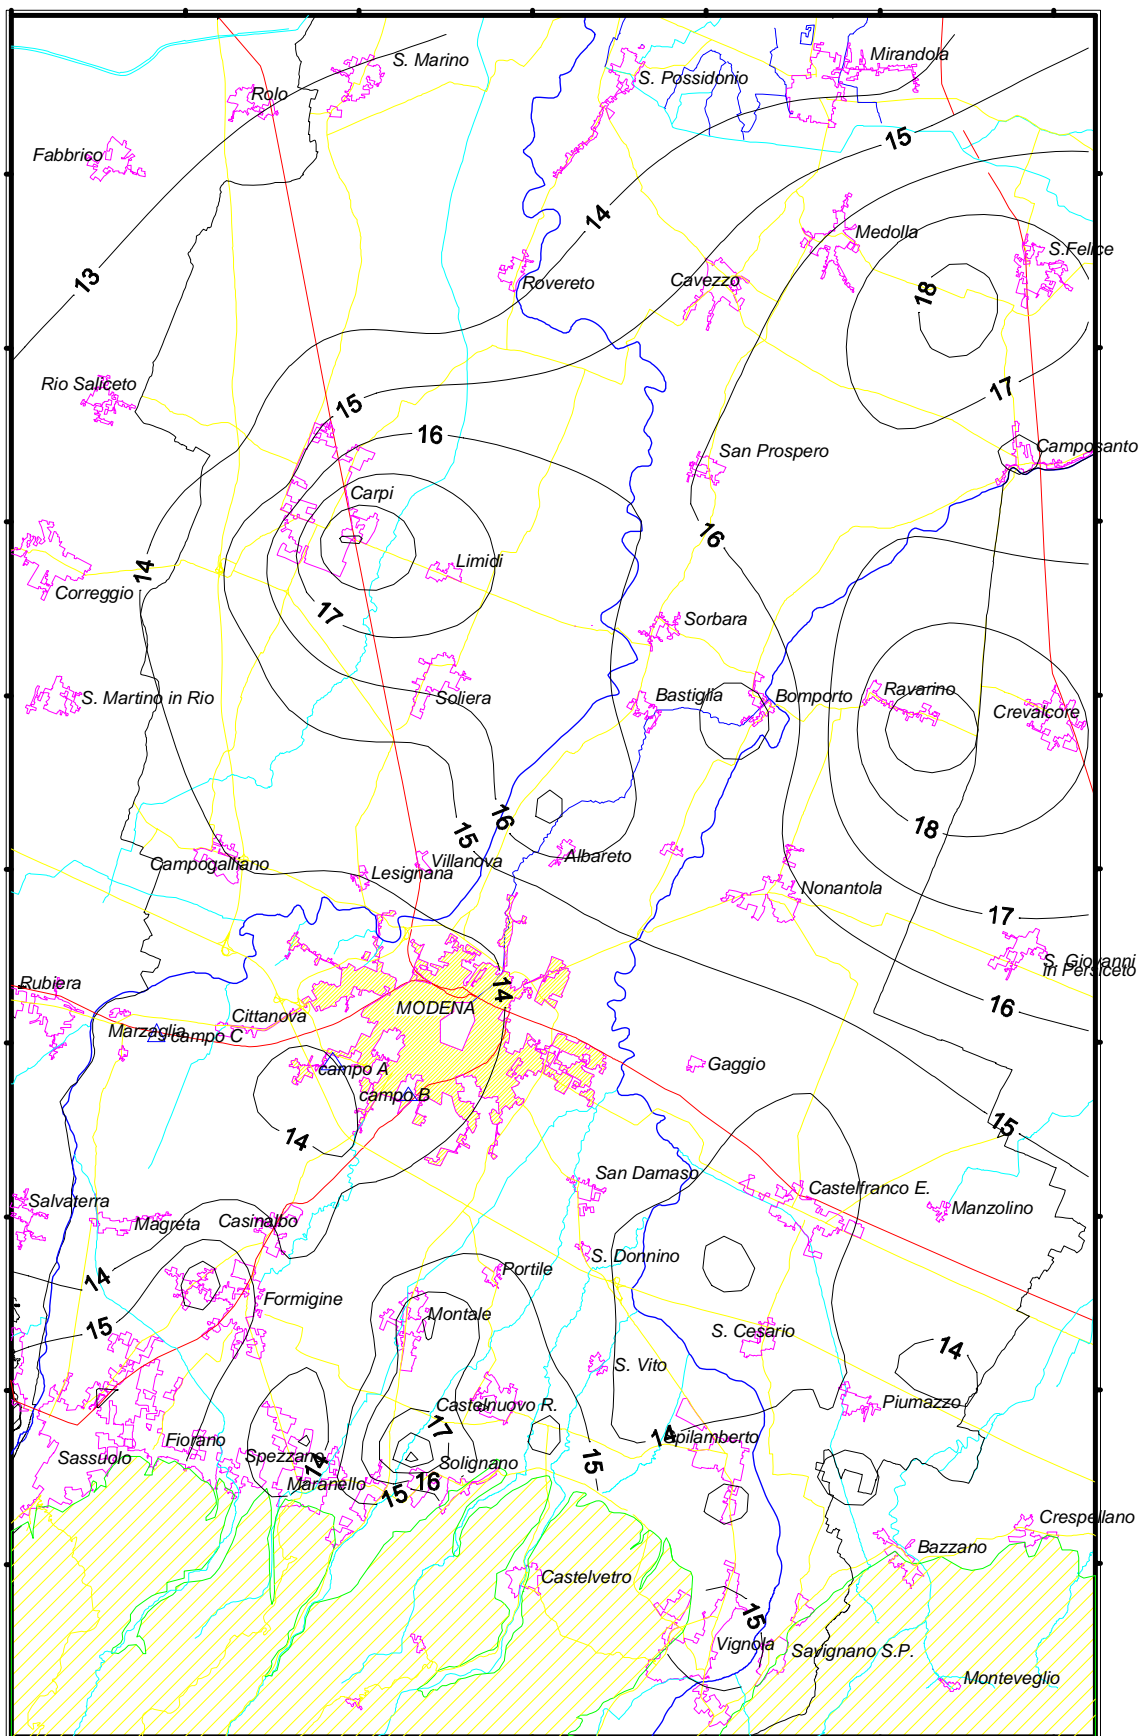 S. Marino
Mirandola
S. Possidonio
Rolo
15
Fabbrico
14
Medolla
S.Felice
13
Rovereto
Cavezzo
18
Rio Saliceto
15
17
16
San Prospero
Camposanto
Carpi
16
14
Limidi
Correggio
17
Sorbara
S. Martino in Rio
Soliera
Bastiglia
Bomporto
Ravarino
Crevalcore
16
15
18
Campogalliano
Villanova
Albareto
Lesignana
Nonantola
17
S. Giovanni
in Persiceto
Rubiera
14
MODENA
16
Cittanova
Marzaglia
campo C
campo A
Gaggio
campo B
15
14
San Damaso
Salvaterra
Magreta
Casinalbo
Castelfranco E.
Manzolino
S. Donnino
14
Portile
Formigine
Montale
15
S. Cesario
14
S. Vito
Castelnuovo R.
Piumazzo
17
14
Spilamberto
Fiorano
Sassuolo
Spezzano
14
Solignano
15
Maranello
15
16
Crespellano
Bazzano
Castelvetro
15
Vignola
Savignano S.P.
Monteveglio